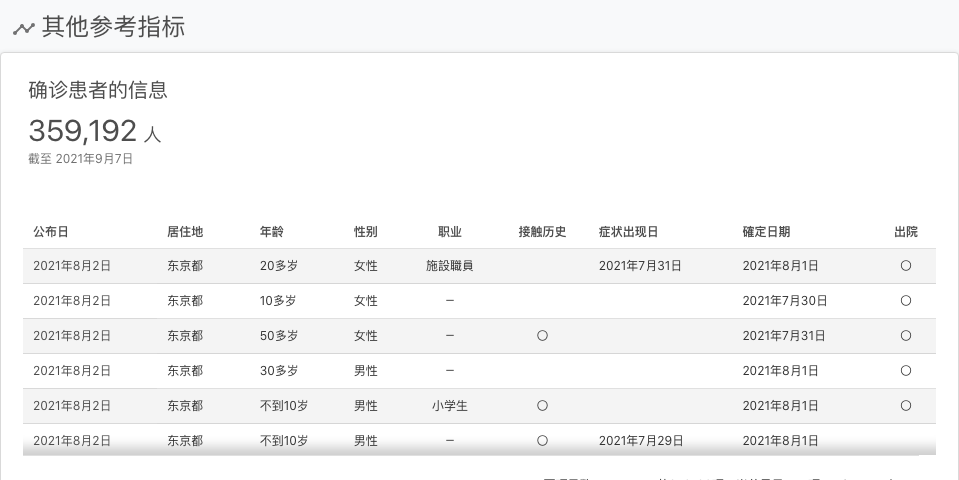 其他参考指标
确诊患者的信息
359,192 人
截至 2021年9月7日
公布日 居住地 年齢 性别 职业 接触历史 症状出现日 確定日期 出院
2021年8月2日 东京都 20多岁 女性 施設職員 2021年7月31日 2021年8月1日 〇
2021年8月2日 东京都 10多岁 女性 − 2021年7月30日 〇
2021年8月2日 东京都 50多岁 女性 − 〇 2021年7月31日 〇
2021年8月2日 东京都 30多岁 男性 − 2021年8月1日 〇
2021年8月2日 东京都 不到10岁 男性 小学生 〇 2021年8月1日 〇
2021年8月2日 东京都 不到10岁 男性 − 〇 2021年7月29日 2021年8月1日